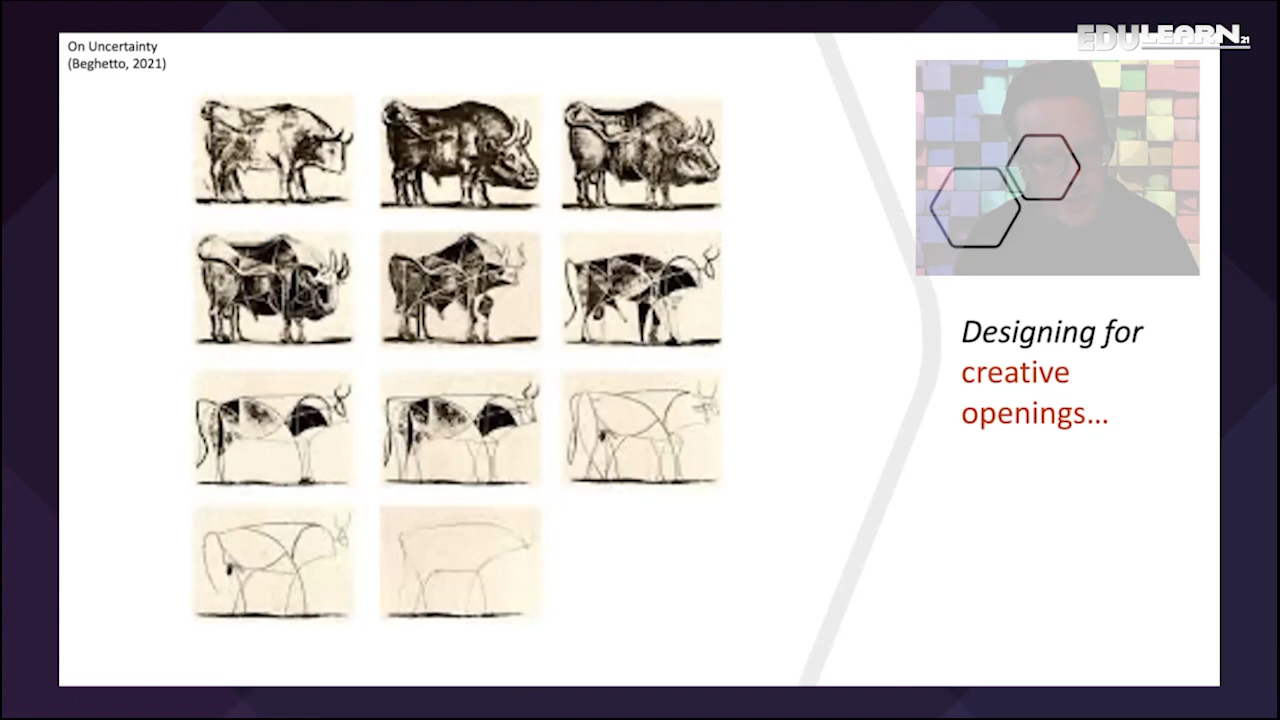 On Uncertainty
(Beghetto, 2021)
EDULEARN21
Designing for
creative
openings...